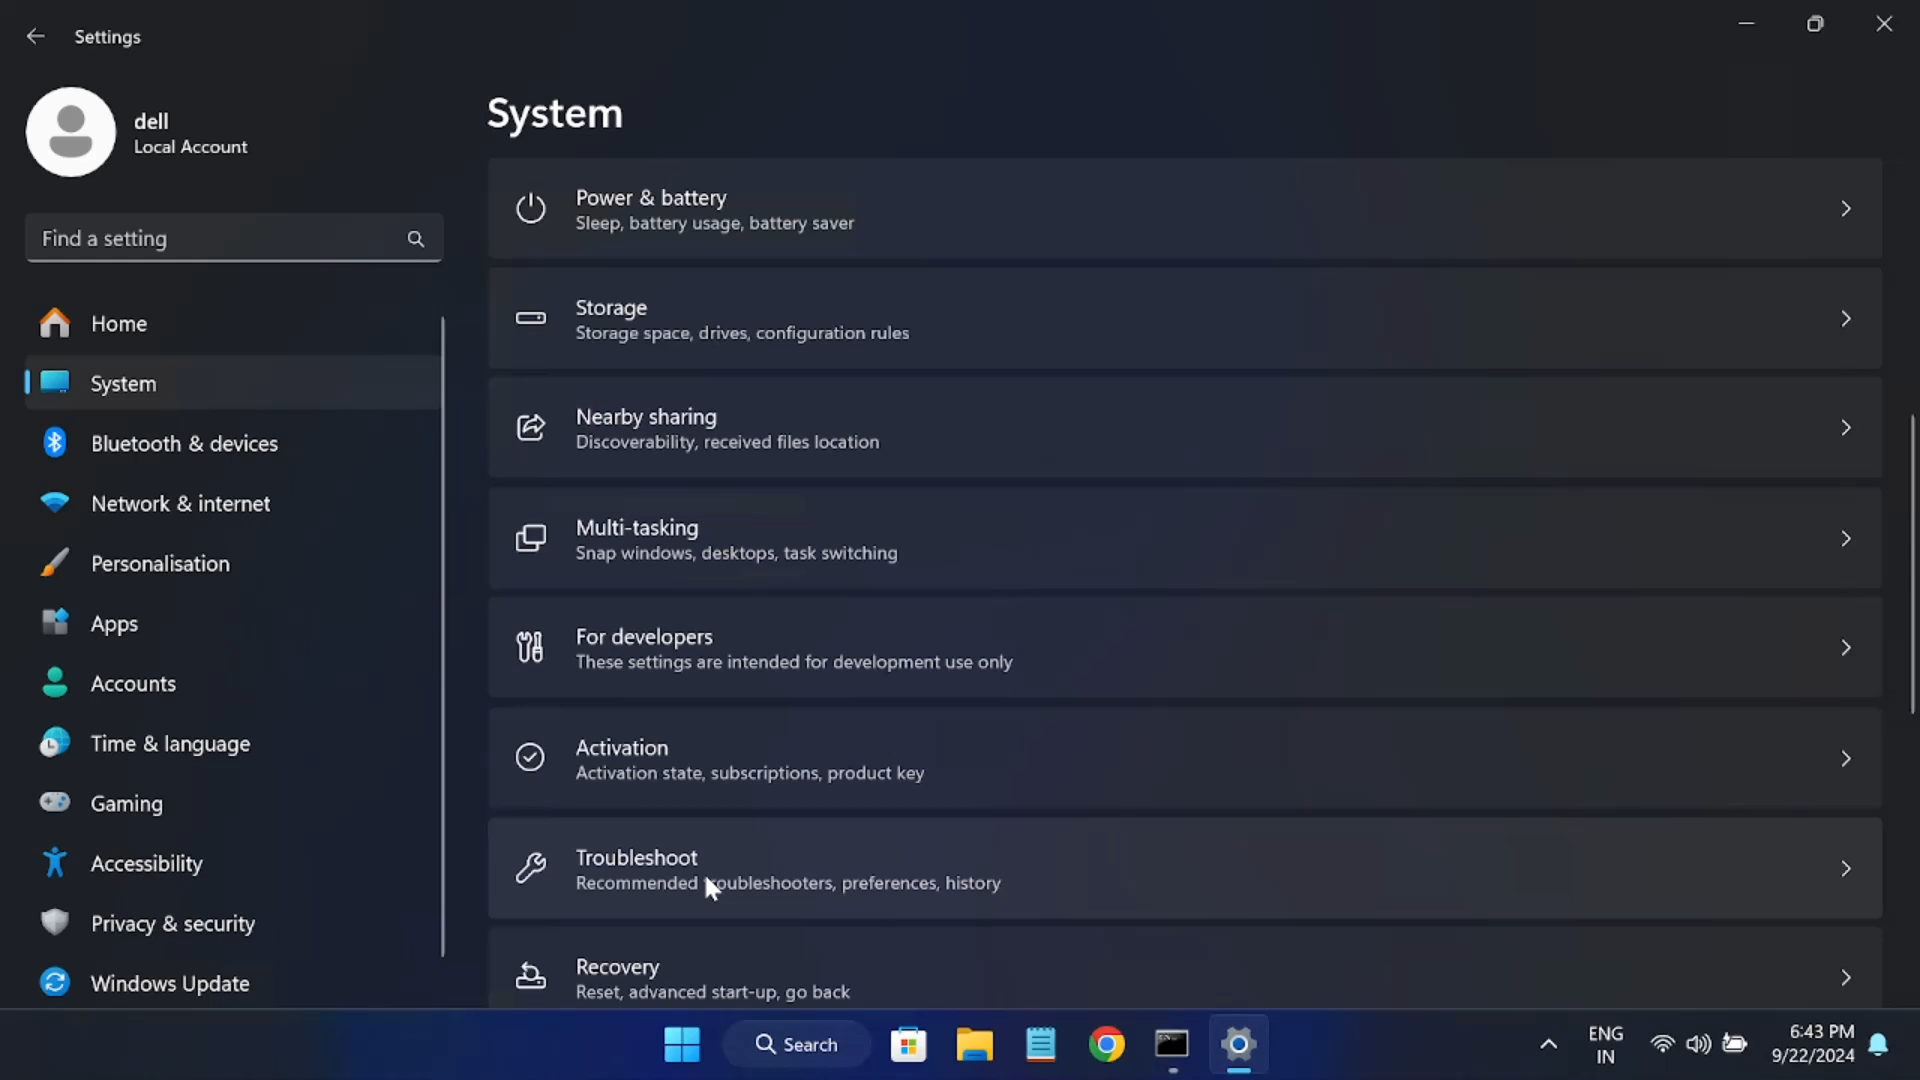 Settings
dell
Local Account
Find a setting
Home
System
Bluetooth & devices
Network & internet
Personalisation
Apps
Accounts
Time & language
Gaming
Accessibility
Privacy & security
Windows Update
System
Power & battery
Sleep, battery usage, battery saver
Storage
Storage space, drives, configuration rules
Nearby sharing
Discoverability, received files location
Multi-tasking
Snap windows, desktops, task switching
For developers
These settings are intended for development use only
Activation
Activation state, subscriptions, product key
Troubleshoot
Recommended troubleshooters, preferences, history
Recovery
Reset, advanced start-up, go back
Search
ENG
IN
6:43 PM
9/22/2024